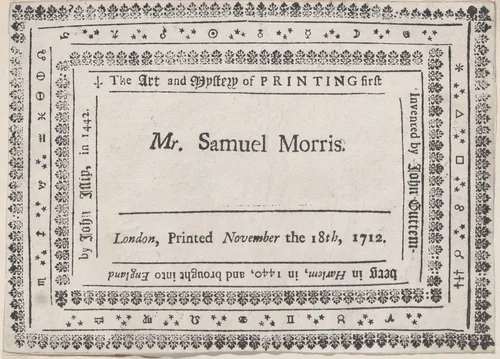 ☩ The Art and Mystery of PRINTING first
Invented by John Guttem-
berg in Harlem, in 1440, and brought into England
by John Islip, in 1442.
Mr. Samuel Morris.
London, Printed November the 18th, 1712.